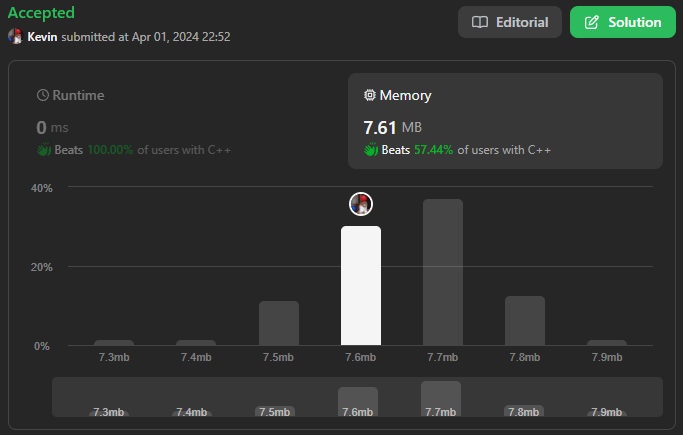 Accepted
Editorial
Solution
Kevin submitted at Apr 01, 2024 22:52
Runtime
0 ms
Beats 100.00% of users with C++
Memory
7.61 MB
Beats 57.44% of users with C++
40%
20%
0%
7.3mb 7.4mb 7.5mb 7.6mb 7.7mb 7.8mb 7.9mb
7.3mb 7.4mb 7.5mb 7.6mb 7.7mb 7.8mb 7.9mb